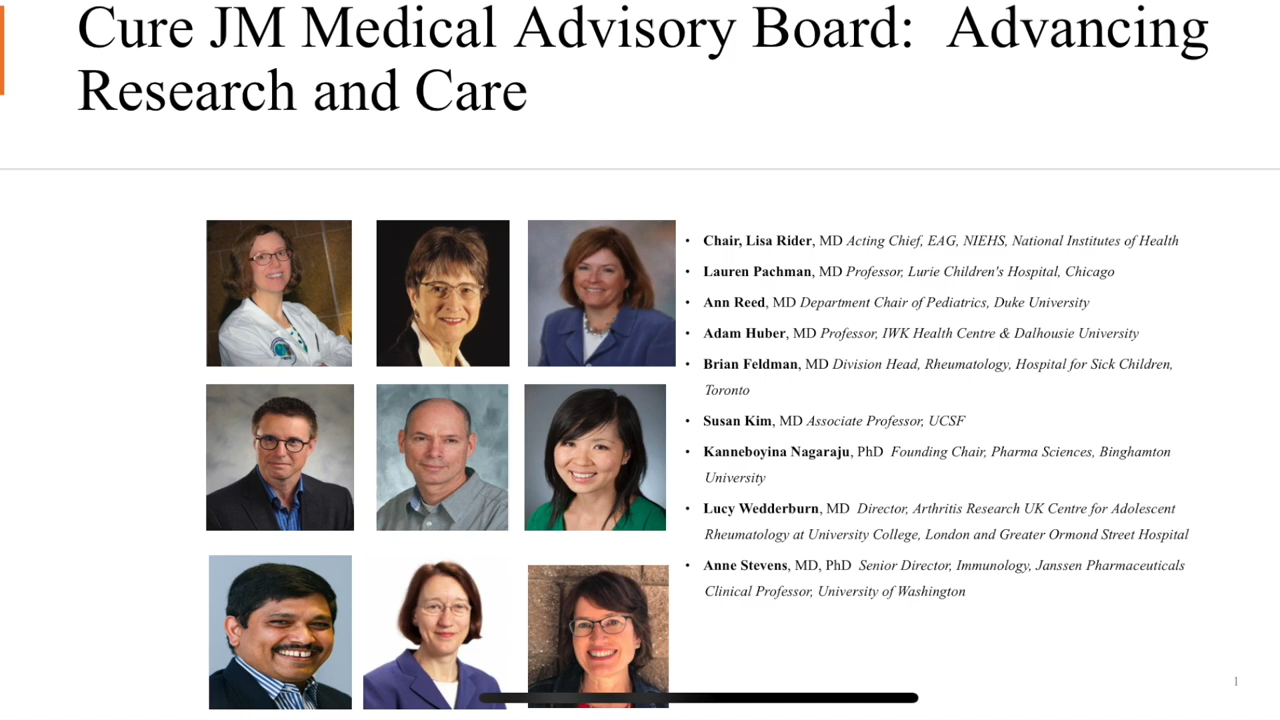 Cure JM Medical Advisory Board:  Advancing
Research and Care
• Chair, Lisa Rider, MD Acting Chief, EAG, NIEHS, National Institutes of Health
• Lauren Pachman, MD Professor, Lurie Children's Hospital, Chicago
• Ann Reed, MD Department Chair of Pediatrics, Duke University
• Adam Huber, MD Professor, IWK Health Centre & Dalhousie University
• Brian Feldman, MD Division Head, Rheumatology, Hospital for Sick Children,
Toronto
• Susan Kim, MD Associate Professor, UCSF
• Kanneboyina Nagaraju, PhD  Founding Chair, Pharma Sciences, Binghamton
University
• Lucy Wedderburn, MD  Director, Arthritis Research UK Centre for Adolescent
Rheumatology at University College, London and Greater Ormond Street Hospital
• Anne Stevens, MD, PhD  Senior Director, Immunology, Janssen Pharmaceuticals
Clinical Professor, University of Washington
1